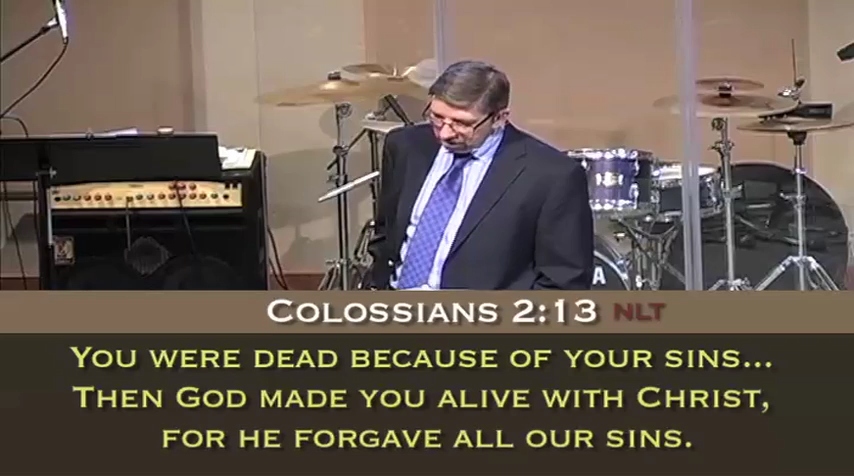 Colossians 2:13 NLT
You were dead because of your sins...
Then God made you alive with Christ,
for He forgave all our sins.